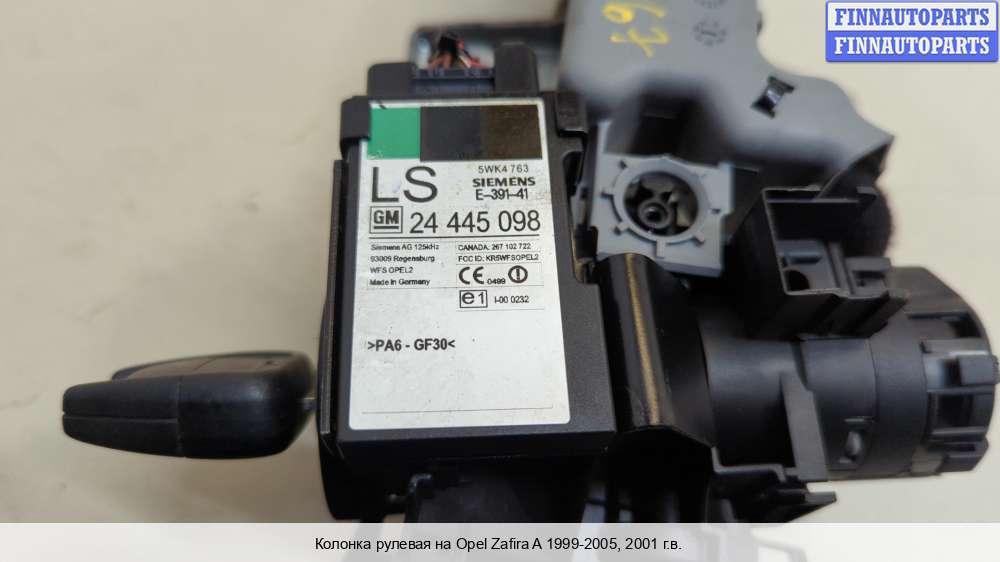 FINNAUTOPARTS
FINNAUTOPARTS
63
5WK4 763
LS SIEMENS
E-391-41
GM 24 445 098
Siemens AG 125kHz
93009 Regensburg
WFS OPEL2
Made in Germany
CANADA: 267 102 722
FCC ID: KR5WFSOPEL2
CE 0499
e1 I-00 0232
>PA6 - GF30<
Колонка рулевая на Opel Zafira A 1999-2005, 2001 г.в.